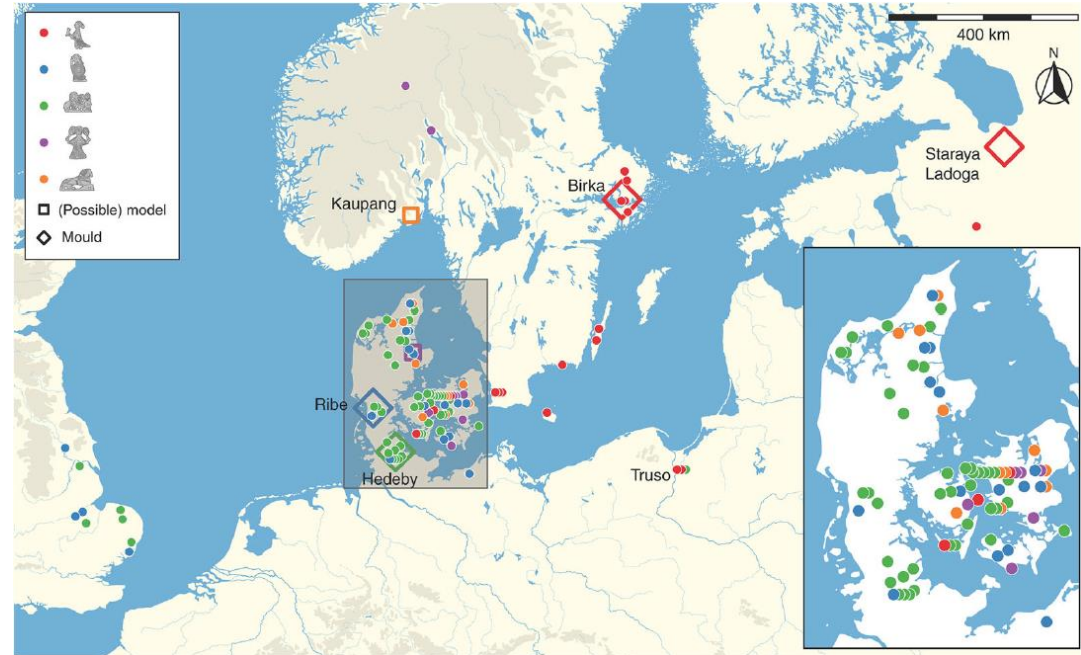 400 km
N
(Possible) model
Mould
Staraya
Ladoga
Birka
Kaupang
Ribe
Hedeby
Truso